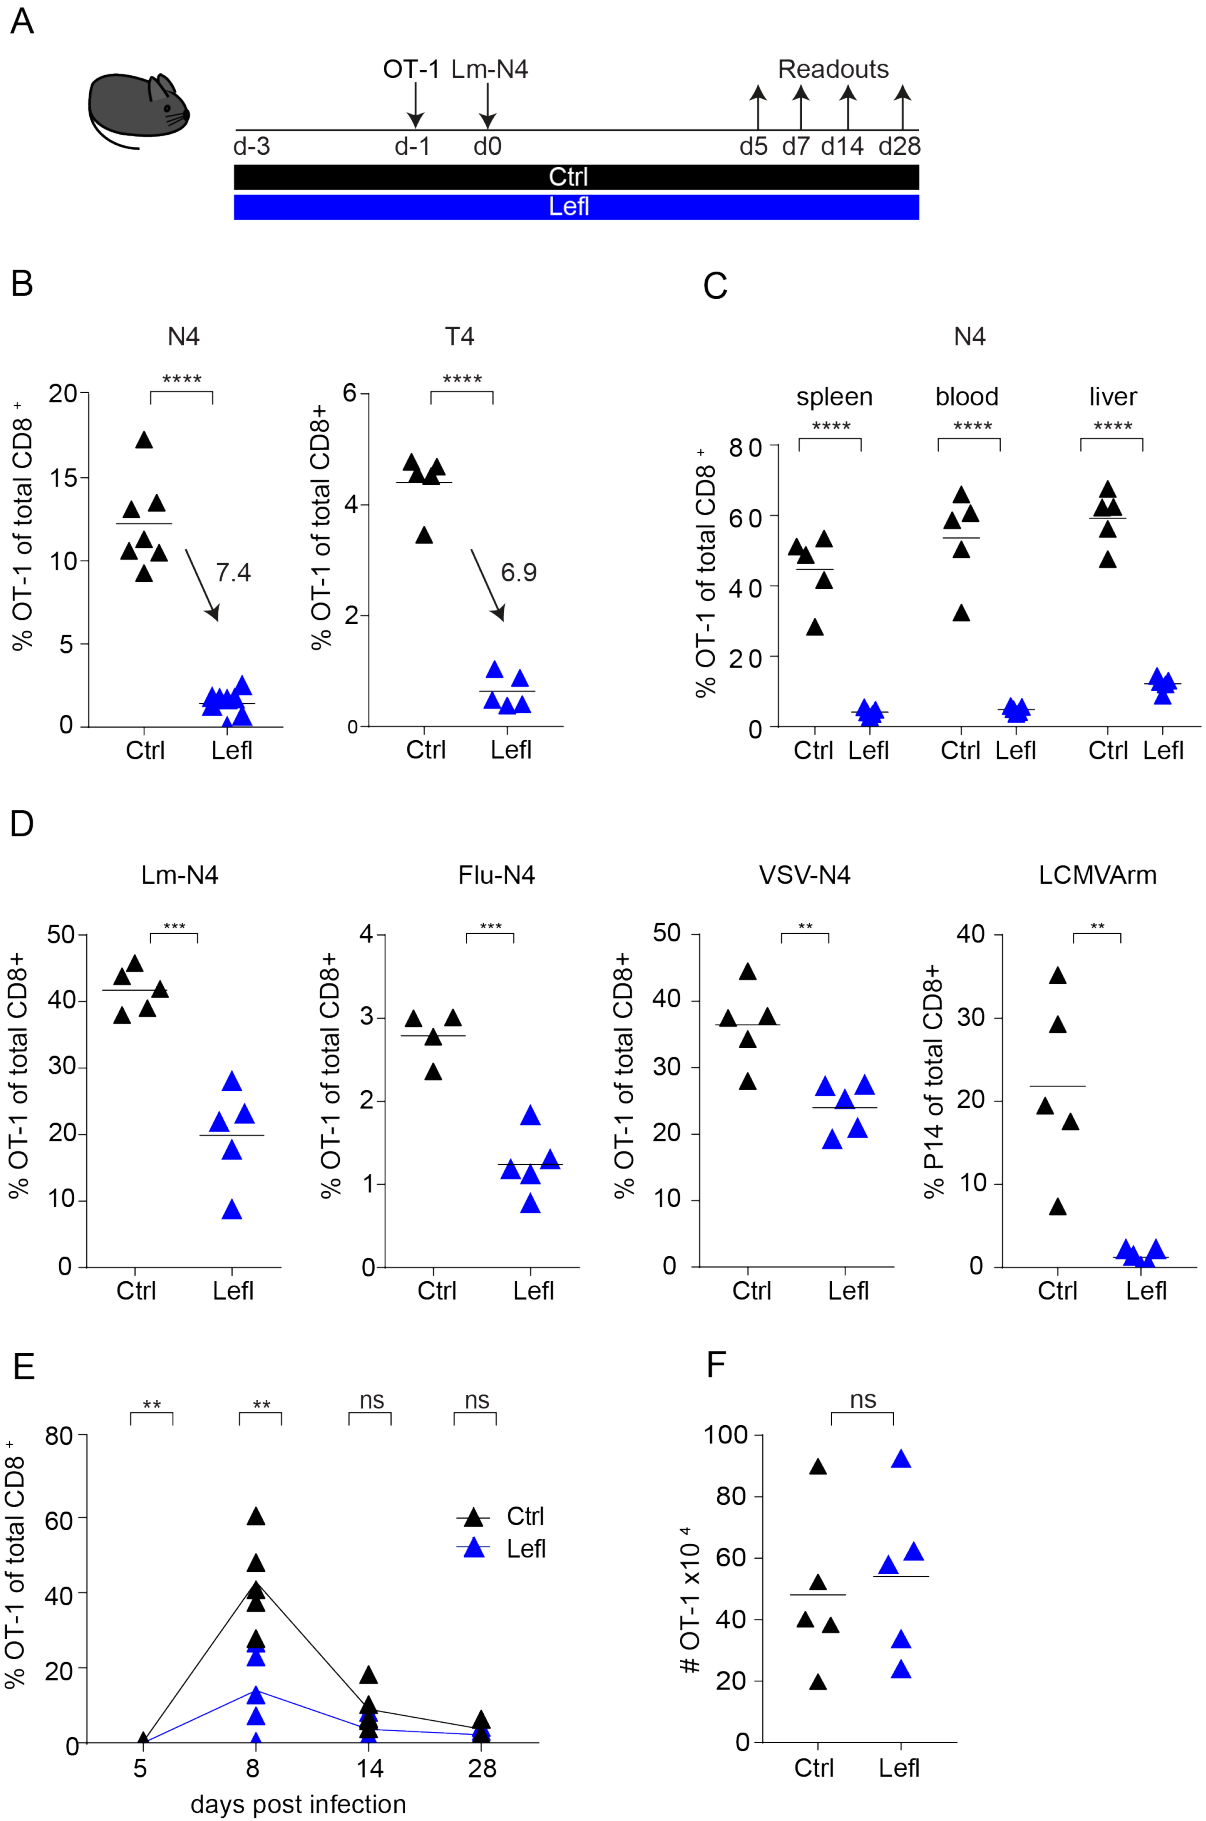 A
OT-1 Lm-N4 Readouts
d-3 d-1 d0 d5 d7 d14 d28
Ctrl
Lefl
B
N4
****
% OT-1 of total CD8 +
20
15
10
5
0
7.4
Ctrl Lefl
T4
****
% OT-1 of total CD8+
6
4
2
0
6.9
Ctrl Lefl
C
N4
spleen blood liver
**** **** ****
% OT-1 of total CD8 +
80
60
40
20
0
Ctrl Lefl Ctrl Lefl Ctrl Lefl
D
Lm-N4
***
% OT-1 of total CD8+
50
40
30
20
10
0
Ctrl Lefl
Flu-N4
***
% OT-1 of total CD8+
4
3
2
1
0
Ctrl Lefl
VSV-N4
**
% OT-1 of total CD8+
50
40
30
20
10
0
Ctrl Lefl
LCMVArm
**
% P14 of total CD8+
40
30
20
10
0
Ctrl Lefl
E
** ** ns ns
% OT-1 of total CD8 +
80
60
40
20
0
Ctrl
Lefl
5 8 14 28
days post infection
F
ns
# OT-1 x10 4
100
80
60
40
20
0
Ctrl Lefl